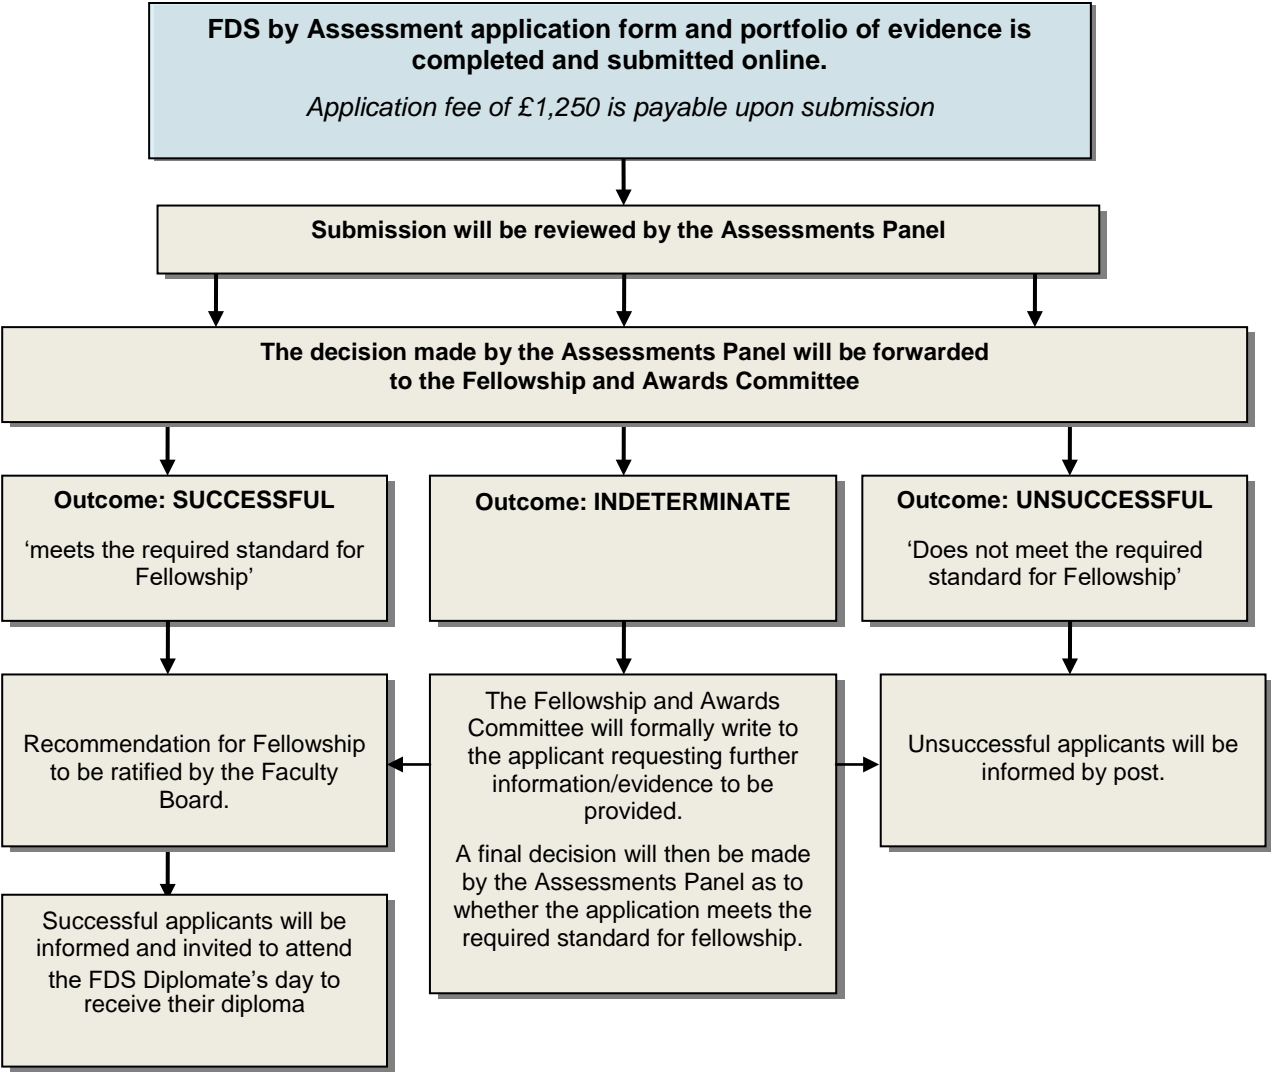 FDS by Assessment application form and portfolio of evidence is
completed and submitted online.
Application fee of £1,250 is payable upon submission
Submission will be reviewed by the Assessments Panel
The decision made by the Assessments Panel will be forwarded
to the Fellowship and Awards Committee
Outcome: SUCCESSFUL
‘meets the required standard for
Fellowship’
Outcome: INDETERMINATE
Outcome: UNSUCCESSFUL
‘Does not meet the required
standard for Fellowship’
Recommendation for Fellowship
to be ratified by the Faculty
Board.
The Fellowship and Awards
Committee will formally write to
the applicant requesting further
information/evidence to be
provided.
A final decision will then be made
by the Assessments Panel as to
whether the application meets the
required standard for fellowship.
Unsuccessful applicants will be
informed by post.
Successful applicants will be
informed and invited to attend
the FDS Diplomate’s day to
receive their diploma